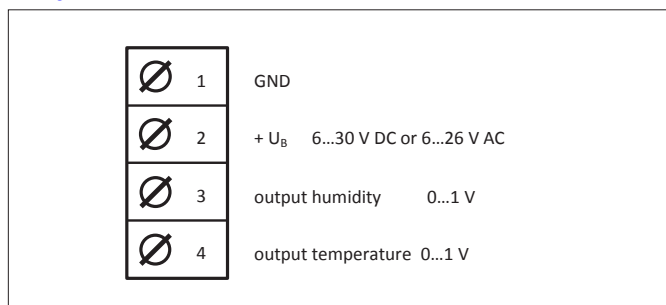 1 GND
2 + UB 6...30 V DC or 6...26 V AC
3 output humidity 0...1 V
4 output temperature 0...1 V